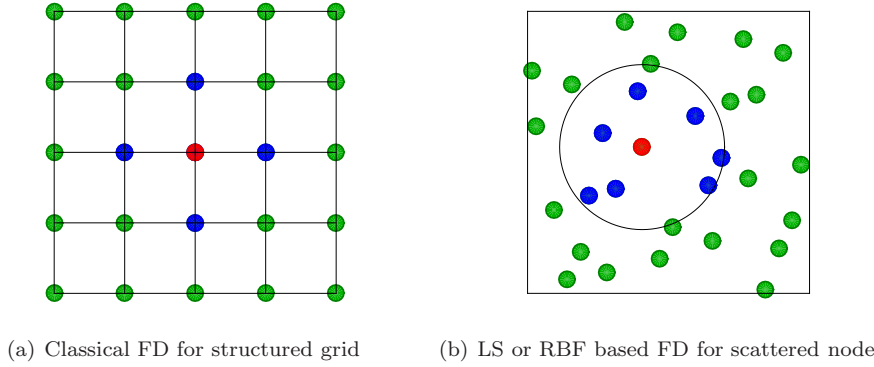 (a) Classical FD for structured grid
(b) LS or RBF based FD for scattered node